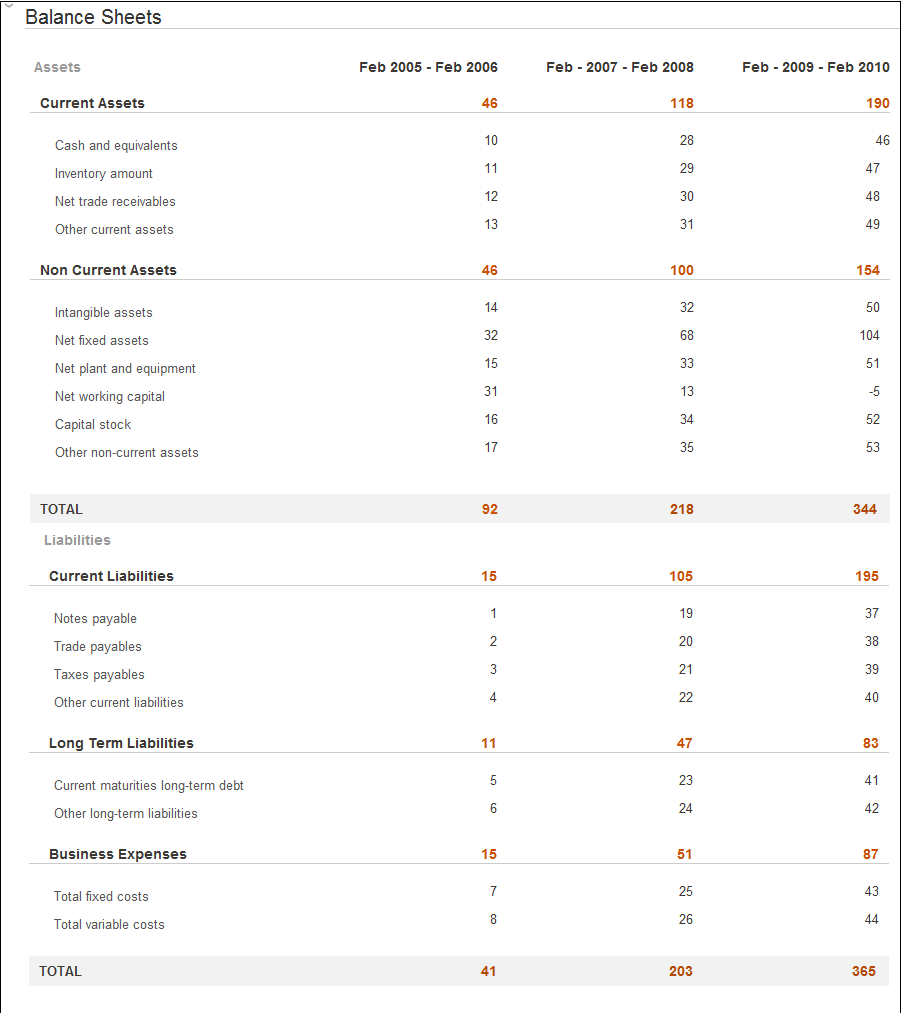 Balance Sheets
Assets Feb 2005 - Feb 2006 Feb - 2007 - Feb 2008 Feb - 2009 - Feb 2010
Current Assets 46 118 190
Cash and equivalents 10 28 46
Inventory amount 11 29 47
Net trade receivables 12 30 48
Other current assets 13 31 49
Non Current Assets 46 100 154
Intangible assets 14 32 50
Net fixed assets 32 68 104
Net plant and equipment 15 33 51
Net working capital 31 13 -5
Capital stock 16 34 52
Other non-current assets 17 35 53
TOTAL 92 218 344
Liabilities
Current Liabilities 15 105 195
Notes payable 1 19 37
Trade payables 2 20 38
Taxes payables 3 21 39
Other current liabilities 4 22 40
Long Term Liabilities 11 47 83
Current maturities long-term debt 5 23 41
Other long-term liabilities 6 24 42
Business Expenses 15 51 87
Total fixed costs 7 25 43
Total variable costs 8 26 44
TOTAL 41 203 365